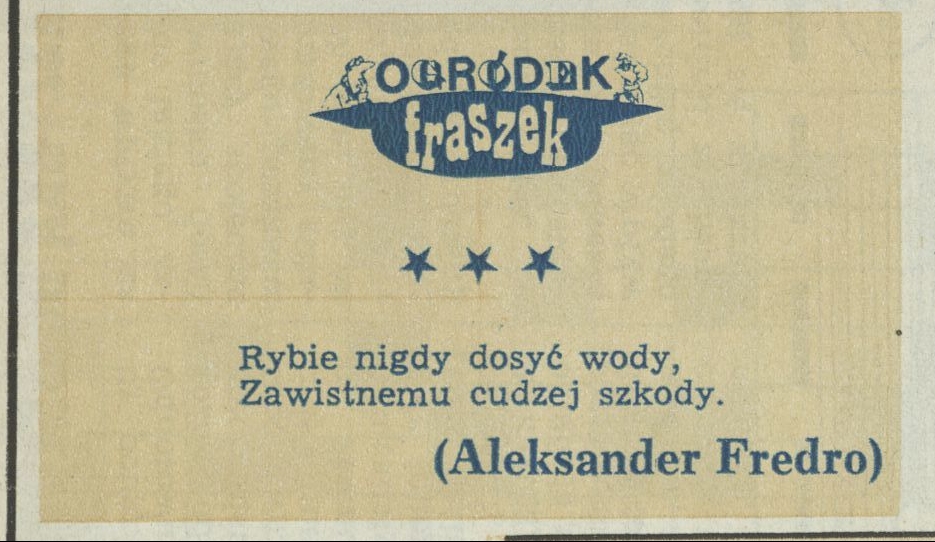 OGRÓDEK
fraszek
★ ★ ★
Rybie nigdy dosyć wody,
Zawistnemu cudzej szkody.
(Aleksander Fredro)